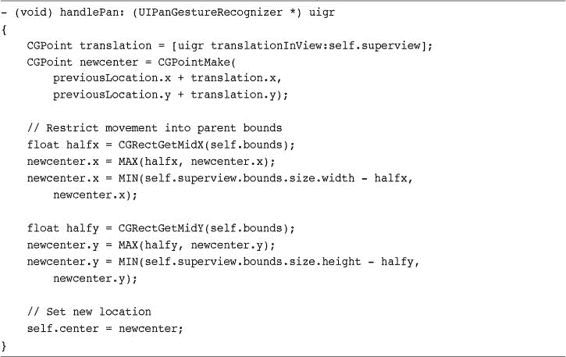 - (void) handlePan: (UIPanGestureRecognizer *) uigr
{
    CGPoint translation = [uigr translationInView:self.superview];
    CGPoint newcenter = CGPointMake(
        previousLocation.x + translation.x,
        previousLocation.y + translation.y);

    // Restrict movement into parent bounds
    float halfx = CGRectGetMidX(self.bounds);
    newcenter.x = MAX(halfx, newcenter.x);
    newcenter.x = MIN(self.superview.bounds.size.width - halfx,
        newcenter.x);

    float halfy = CGRectGetMidY(self.bounds);
    newcenter.y = MAX(halfy, newcenter.y);
    newcenter.y = MIN(self.superview.bounds.size.height - halfy,
        newcenter.y);

    // Set new location
    self.center = newcenter;
}